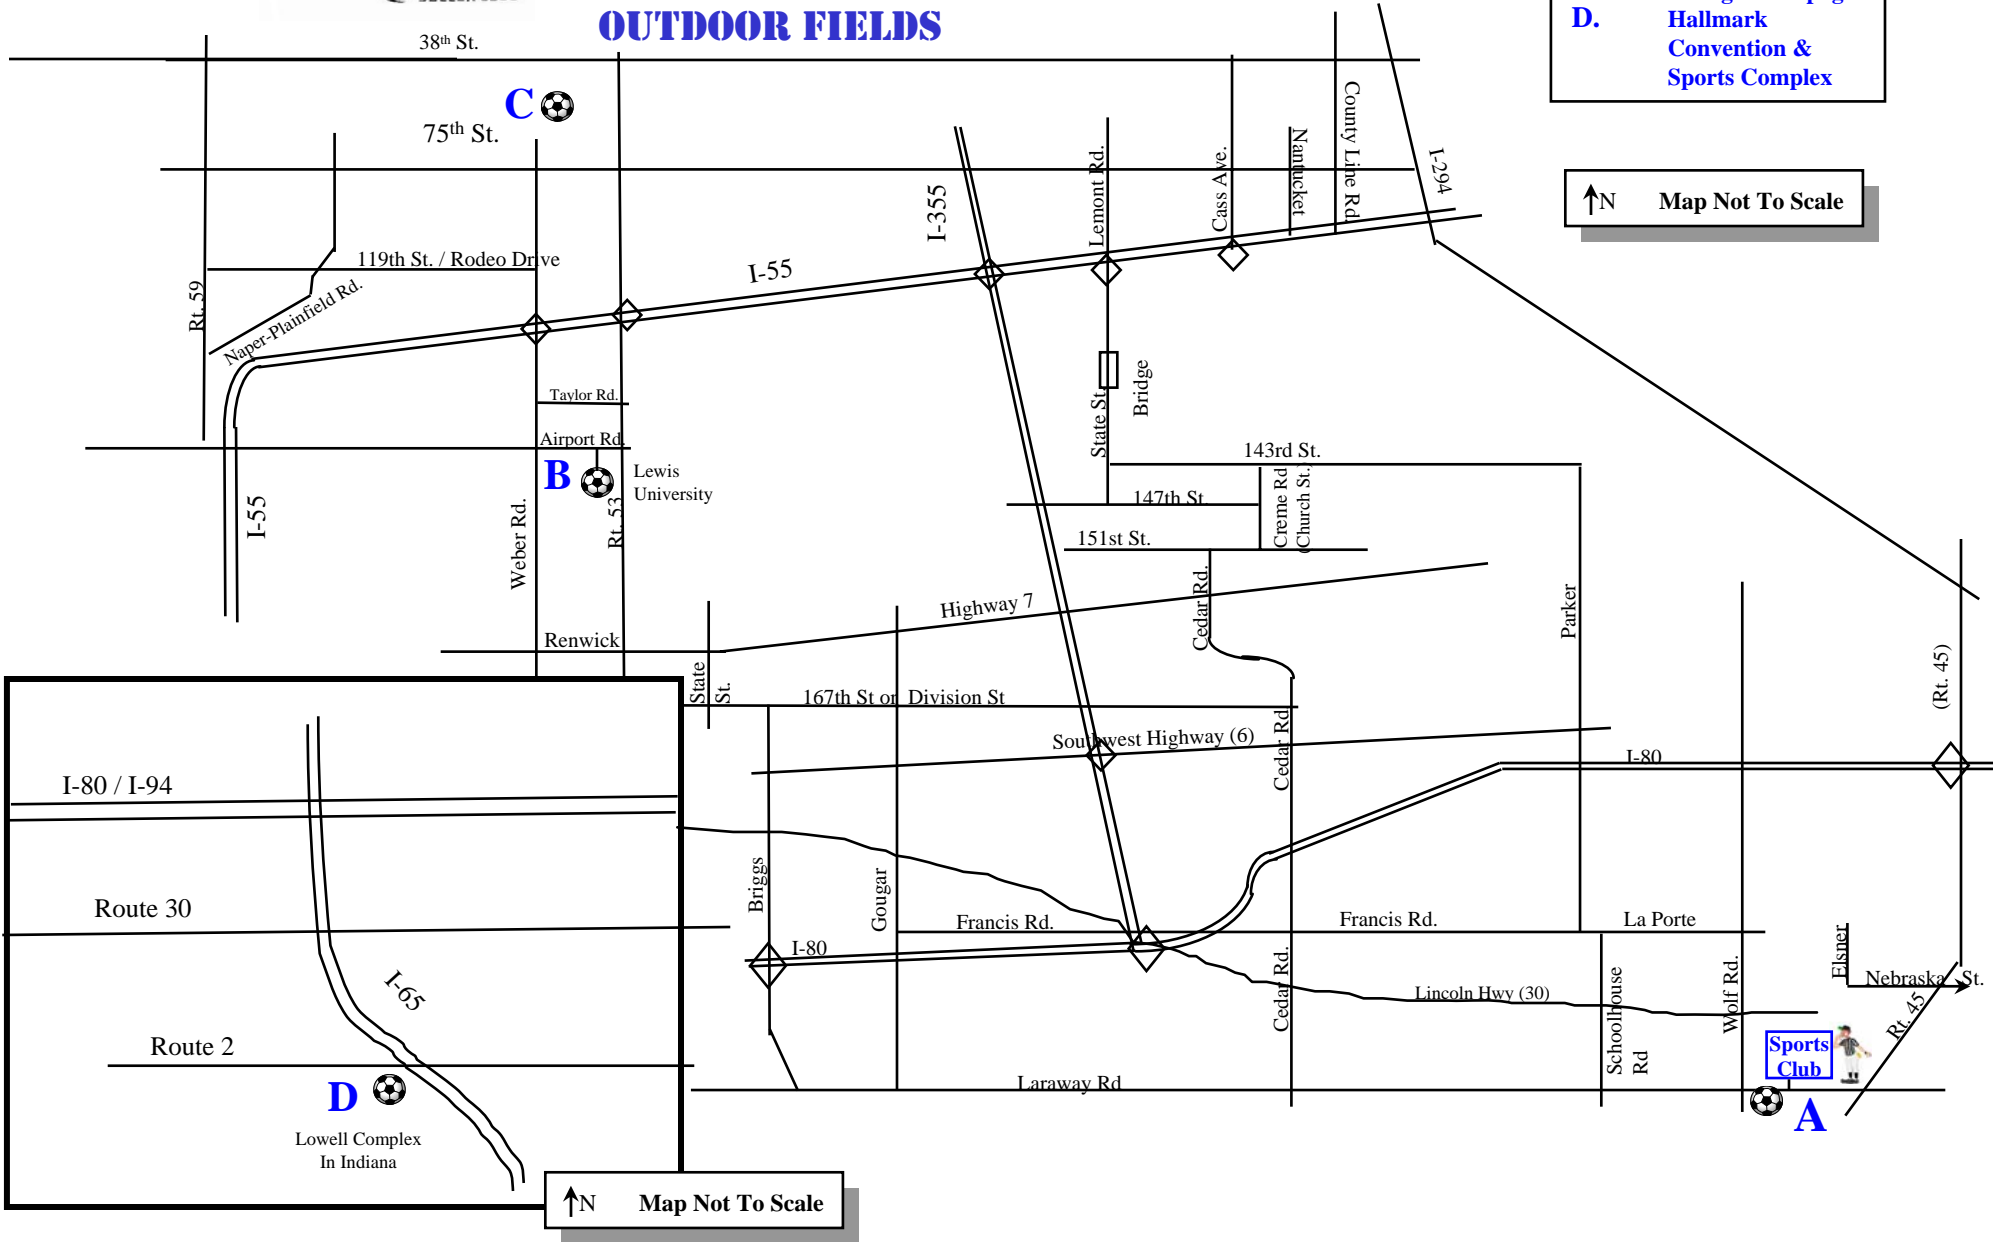 OUTDOOR FIELDS
D.
Hallmark
Convention &
Sports Complex
N Map Not To Scale
38th St.
C
75th St.
I-355
Lemont Rd.
Cass Ave.
Nantucket
County Line Rd.
I-294
119th St. / Rodeo Drive
I-55
Rt. 59
Naper-Plainfield Rd.
Bridge
State St.
Taylor Rd.
Airport Rd.
B
Lewis
University
143rd St.
147th St.
Creme Rd
(Church St.)
151st St.
I-55
Weber Rd.
Rt. 53
Cedar Rd.
Parker
Highway 7
Renwick
State
St.
(Rt. 45)
167th St or Division St
Southwest Highway (6)
Cedar Rd.
I-80
I-80 / I-94
Briggs
Gougar
Route 30
Francis Rd.
Francis Rd.
La Porte
I-80
Elsner
Nebraska St.
I-65
Cedar Rd.
Lincoln Hwy (30)
Schoolhouse
Rd
Wolf Rd.
Rt. 45
Route 2
Sports
Club
Laraway Rd
D
A
Lowell Complex
In Indiana
N Map Not To Scale